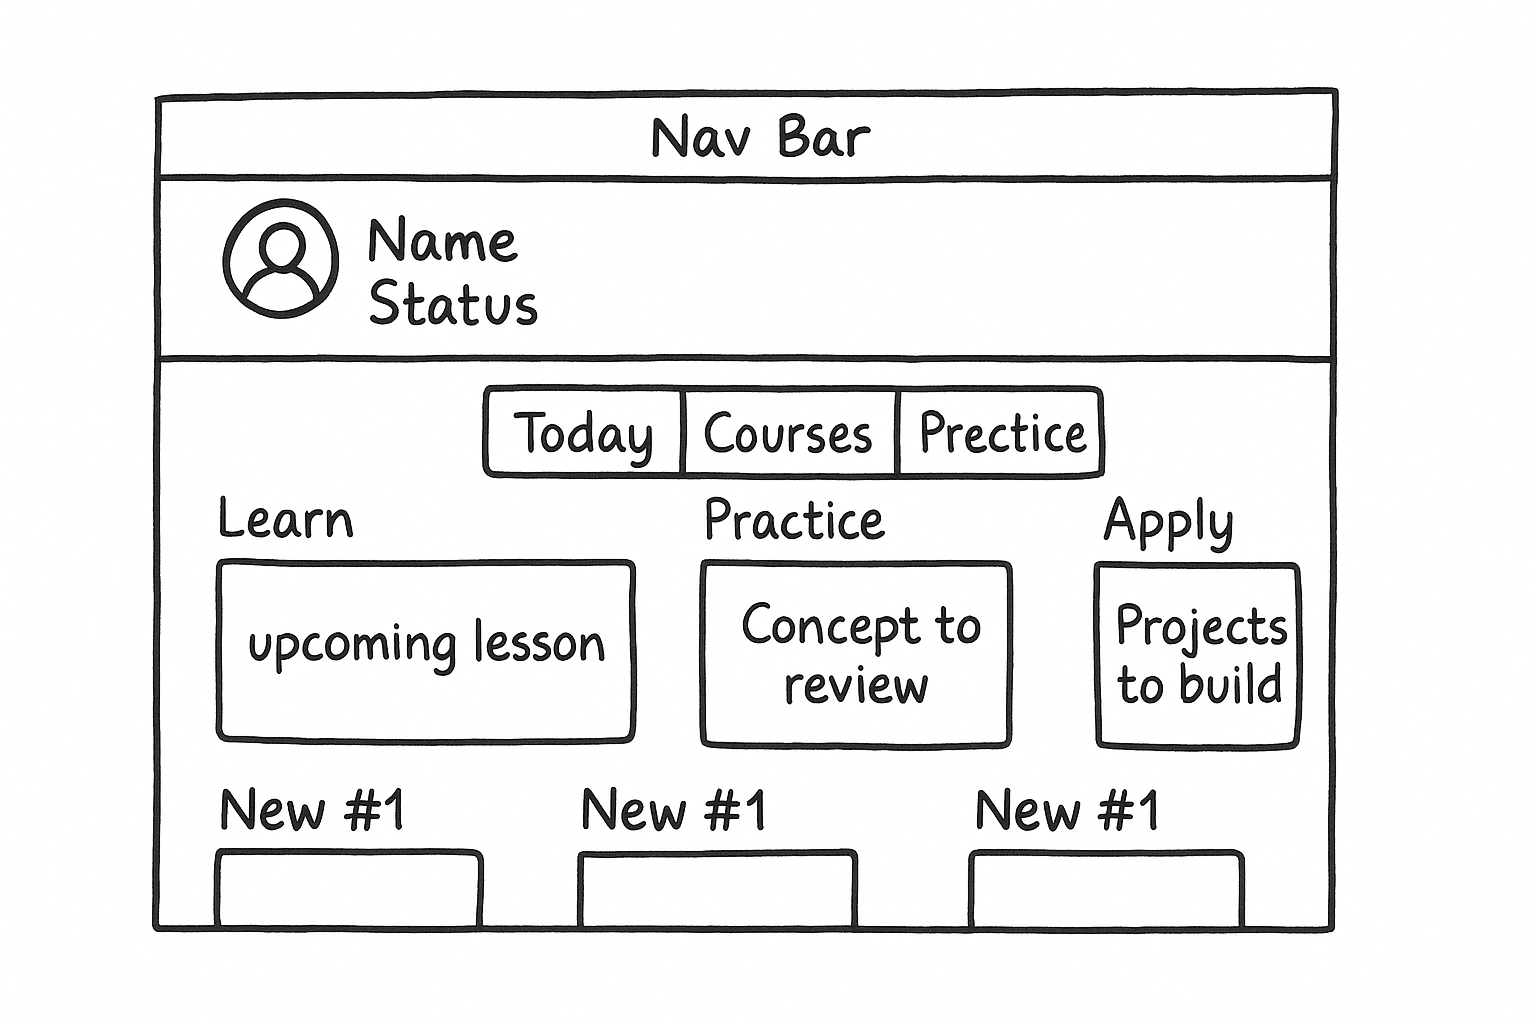 Nav Bar
Name
Status
Today Courses Prectice
Learn Practice Apply
upcoming lesson
Concept to
review
Projects
to build
New #1 New #1 New #1